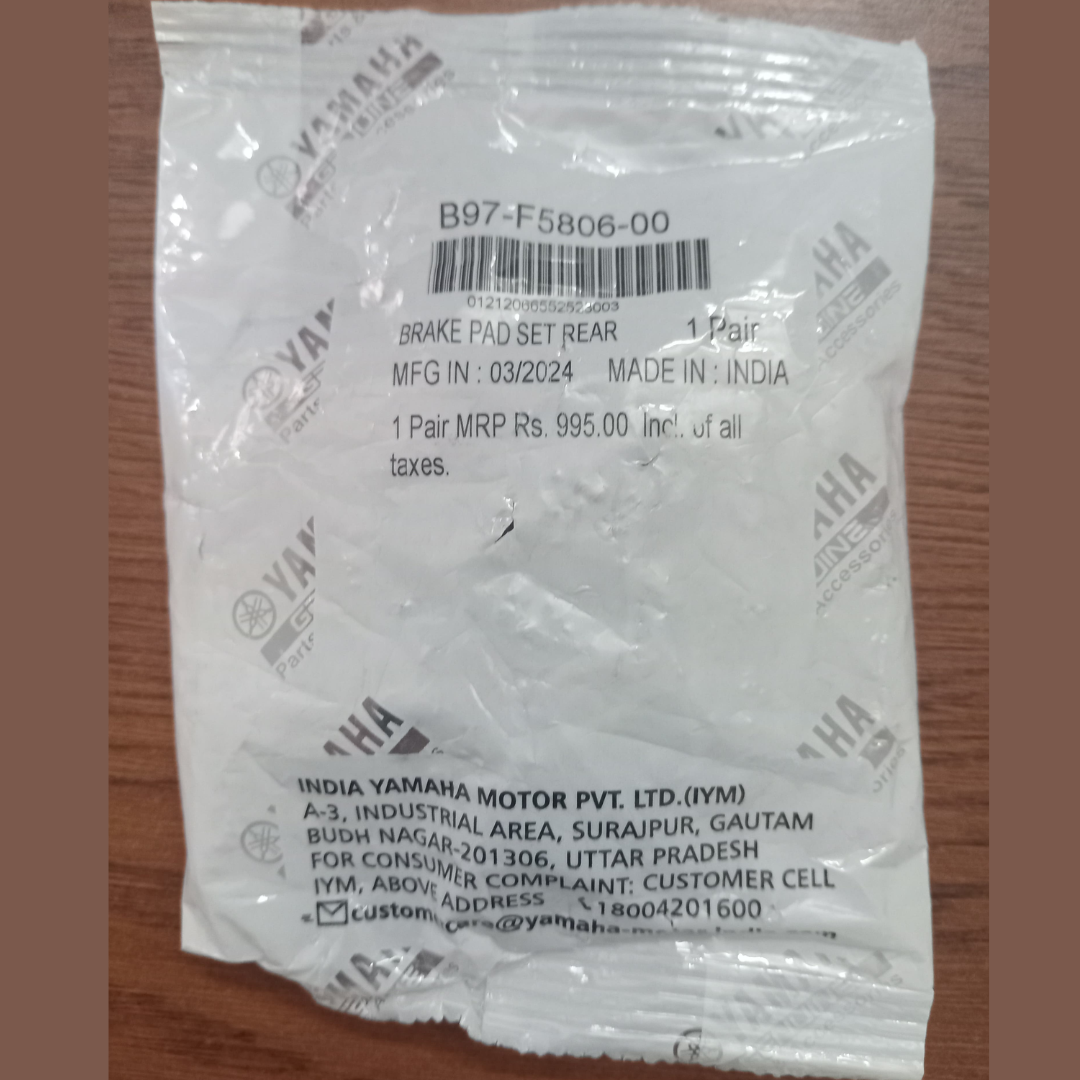 YAMAHA
B97-F5806-00
BRAKE PAD SET REAR 1 Pair
MFG IN : 03/2024 MADE IN : INDIA
1 Pair MRP Rs. 995.00 Incl. of all
taxes.
INDIA YAMAHA MOTOR PVT. LTD.(IYM)
A-3, INDUSTRIAL AREA, SURAJPUR, GAUTAM
BUDH NAGAR-201306, UTTAR PRADESH
FOR CONSUMER COMPLAINT: CUSTOMER CELL
IYM, ABOVE ADDRESS 18004201600